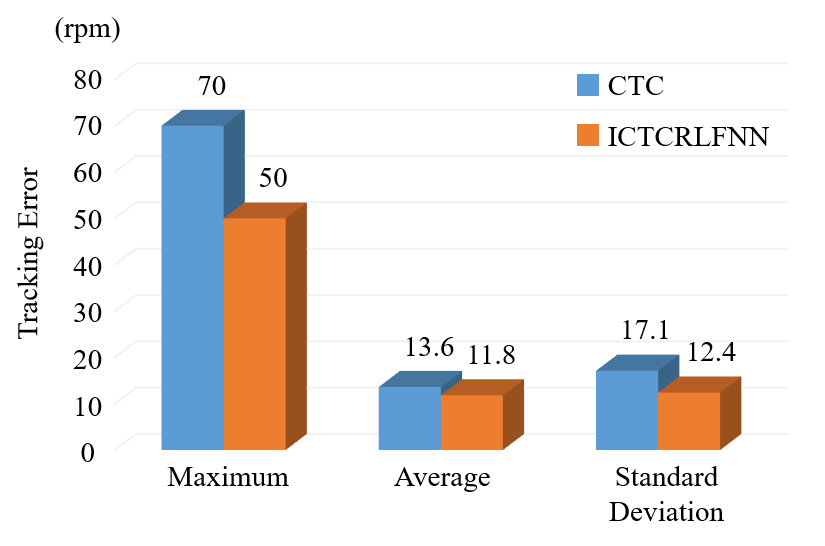 (rpm)
Tracking Error
80
70
60
50
40
30
20
10
0
70
50
13.6
11.8
17.1
12.4
CTC
ICTCRLFNN
Maximum
Average
Standard
Deviation